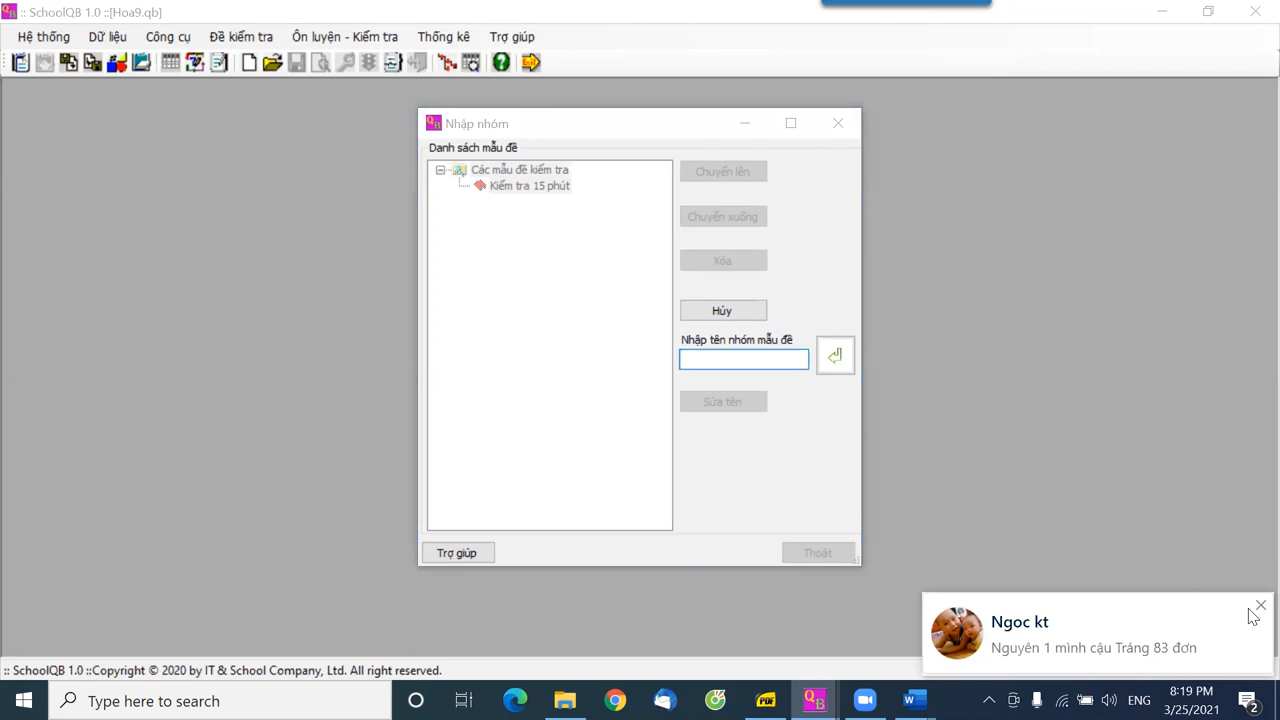 :: SchoolQB 1.0 ::[Hoa9.qb]
Hệ thống Dữ liệu Công cụ Đề kiểm tra Ôn luyện - Kiểm tra Thống kê Trợ giúp
Nhập nhóm
Danh sách mẫu đề
Các mẫu đề kiểm tra
Kiểm tra 15 phút
Chuyển lên
Chuyển xuống
Xóa
Hủy
Nhập tên nhóm mẫu đề
Sửa tên
Trợ giúp
Thoát
Ngoc kt
Nguyên 1 mình cậu Tráng 83 đơn
:: SchoolQB 1.0 ::Copyright © 2020 by IT & School Company, Ltd. All right reserved.
Type here to search
ENG
8:19 PM
3/25/2021
2